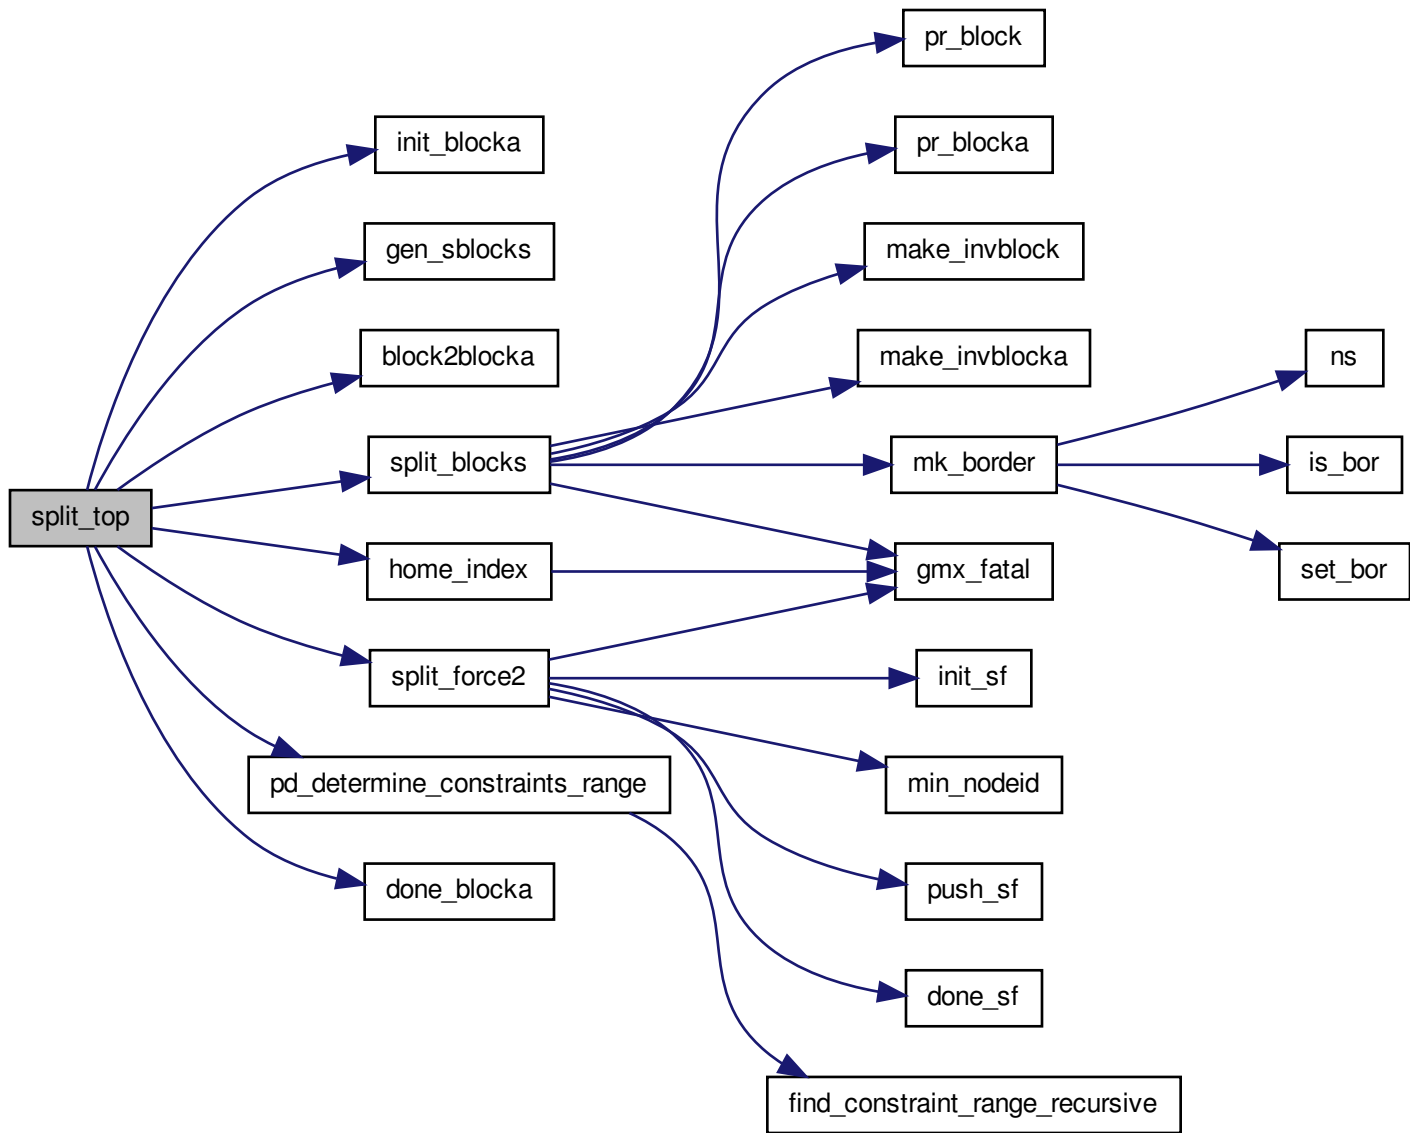 split_top
init_blocka
gen_sblocks
block2blocka
split_blocks
home_index
split_force2
pd_determine_constraints_range
done_blocka
pr_block
pr_blocka
make_invblock
make_invblocka
mk_border
gmx_fatal
init_sf
min_nodeid
push_sf
done_sf
find_constraint_range_recursive
ns
is_bor
set_bor